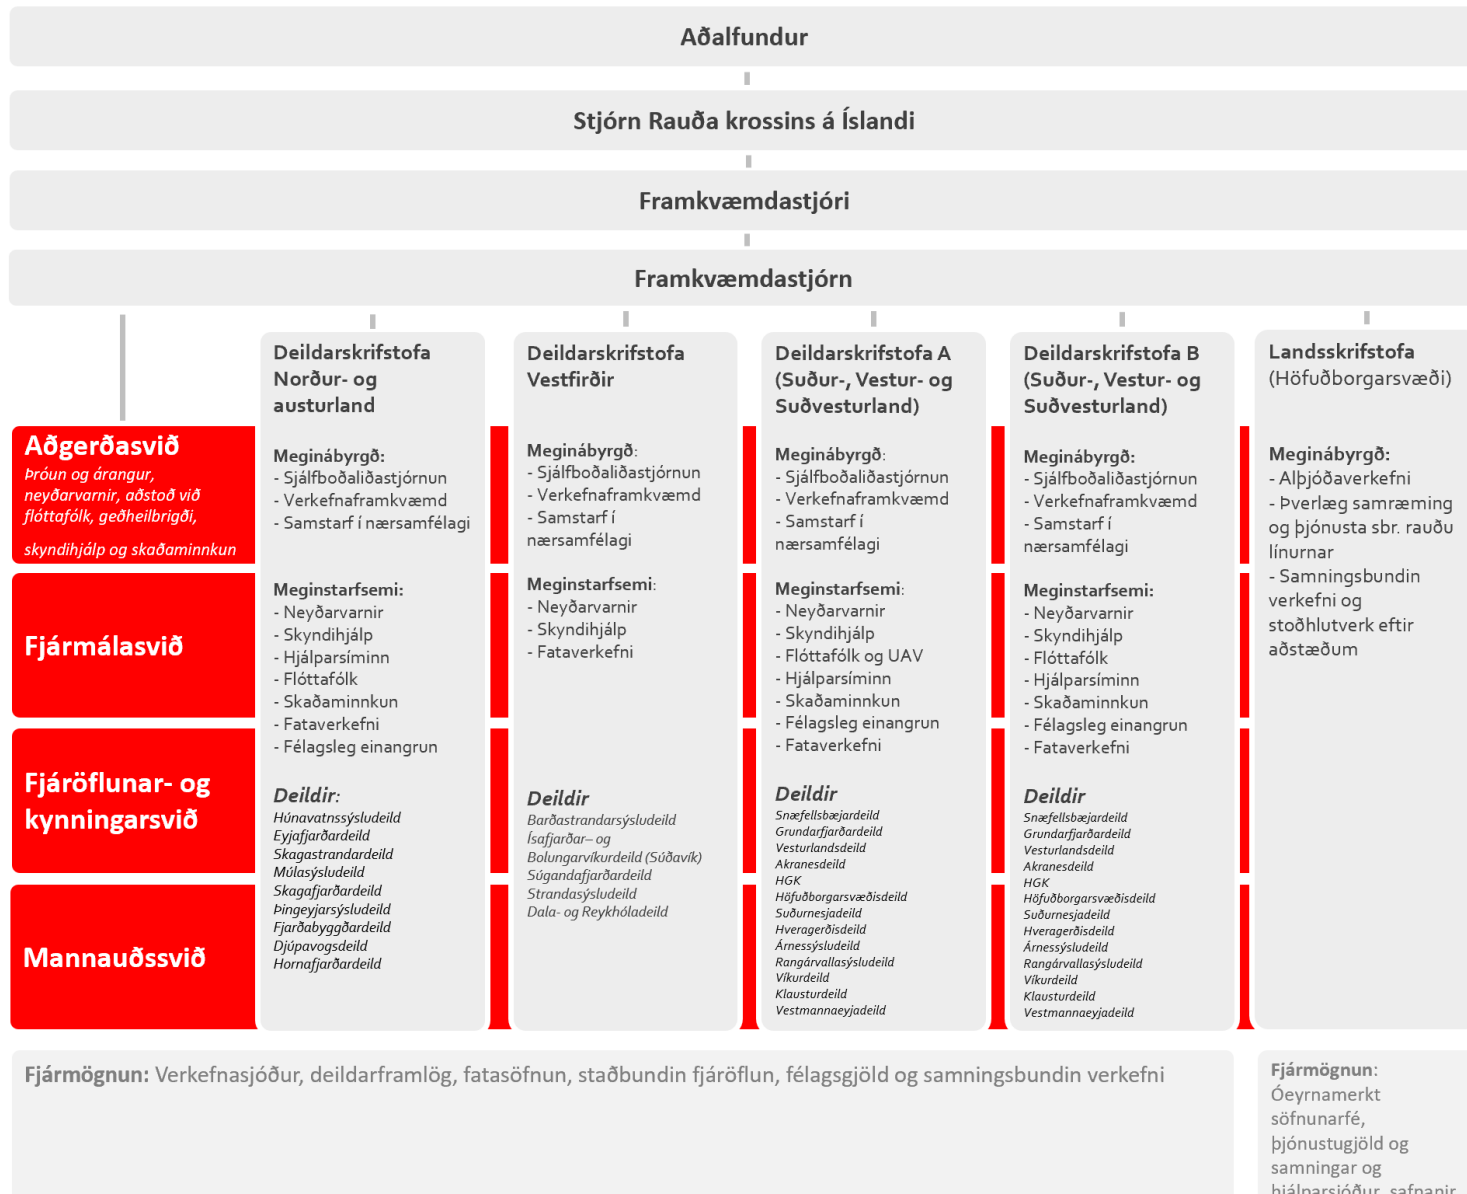 Aðalfundur
Stjórn Rauða krossins á Íslandi
Framkvæmdastjóri
Framkvæmdastjórn
Aðgerðasvið
Þróun og árangur,
neyðarvarnir, aðstoð við
flóttafólk, geðheilbrigði,
skyndihjálp og skaðaminnkun
Fjármálasvið
Fjáröflunar- og
kynningarsvið
Mannauðssvið
Deildarskrifstofa
Norður- og
austurland
Meginábyrgð:
- Sjálfboðaliðastjórnun
- Verkefnaframkvæmd
- Samstarf í nærsamfélagi
Meginstarfsemi:
- Neyðarvarnir
- Skyndihjálp
- Hjálparsíminn
- Flóttafólk
- Skaðaminnkun
- Fataverkefni
- Félagsleg einangrun
Deildir:
Húnavatnssýsludeild
Eyjafjarðardeild
Skagastrandardeild
Múlasýsludeild
Skagafjarðardeild
Þingeyjarsýsludeild
Fjarðabyggðardeild
Djúpavogsdeild
Hornafjarðardeild
Deildarskrifstofa
Vestfirðir
Meginábyrgð:
- Sjálfboðaliðastjórnun
- Verkefnaframkvæmd
- Samstarf í
nærsamfélagi
Meginstarfsemi:
- Neyðarvarnir
- Skyndihjálp
- Fataverkefni
Deildir
Barðastrandarsýsludeild
Ísafjarðar– og
Bolungarvíkurdeild (Súðavík)
Súgandafjarðardeild
Strandasýsludeild
Dala- og Reykhóladeild
Deildarskrifstofa A
(Suður-, Vestur- og
Suðvesturland)
Meginábyrgð:
- Sjálfboðaliðastjórnun
- Verkefnaframkvæmd
- Samstarf í
nærsamfélagi
Meginstarfsemi:
- Neyðarvarnir
- Skyndihjálp
- Flóttafólk og UAV
- Hjálparsíminn
- Skaðaminnkun
- Félagsleg einangrun
- Fataverkefni
Deildir
Snæfellsbæjardeild
Grundarfjarðardeild
Vesturlandsdeild
Akranesdeild
HGK
Höfuðborgarsvæðisdeild
Suðurnesjadeild
Hveragerðisdeild
Árnessýsludeild
Rangárvallasýsludeild
Víkurdeild
Klausturdeild
Vestmannaeyjadeild
Deildarskrifstofa B
(Suður-, Vestur- og
Suðvesturland)
Meginábyrgð:
- Sjálfboðaliðastjórnun
- Verkefnaframkvæmd
- Samstarf í
nærsamfélagi
Meginstarfsemi:
- Neyðarvarnir
- Skyndihjálp
- Flóttafólk
- Hjálparsíminn
- Skaðaminnkun
- Félagsleg einangrun
- Fataverkefni
Deildir
Snæfellsbæjardeild
Grundarfjarðardeild
Vesturlandsdeild
Akranesdeild
HGK
Höfuðborgarsvæðisdeild
Suðurnesjadeild
Hveragerðisdeild
Árnessýsludeild
Rangárvallasýsludeild
Víkurdeild
Klausturdeild
Vestmannaeyjadeild
Landsskrifstofa
(Höfuðborgarsvæði)
Meginábyrgð:
- Alþjóðaverkefni
- Þverlæg samræming
og þjónusta sbr. rauðu
línurnar
- Samningsbundin
verkefni og
stoðhlutverk eftir
aðstæðum
Fjármögnun: Verkefnasjóður, deildarframlög, fatasöfnun, staðbundin fjáröflun, félagsgjöld og samningsbundin verkefni
Fjármögnun:
Óeyrnamerkt
söfnunarfé,
þjónustugjöld og
samningar og
hjálparsjóður, safnanir